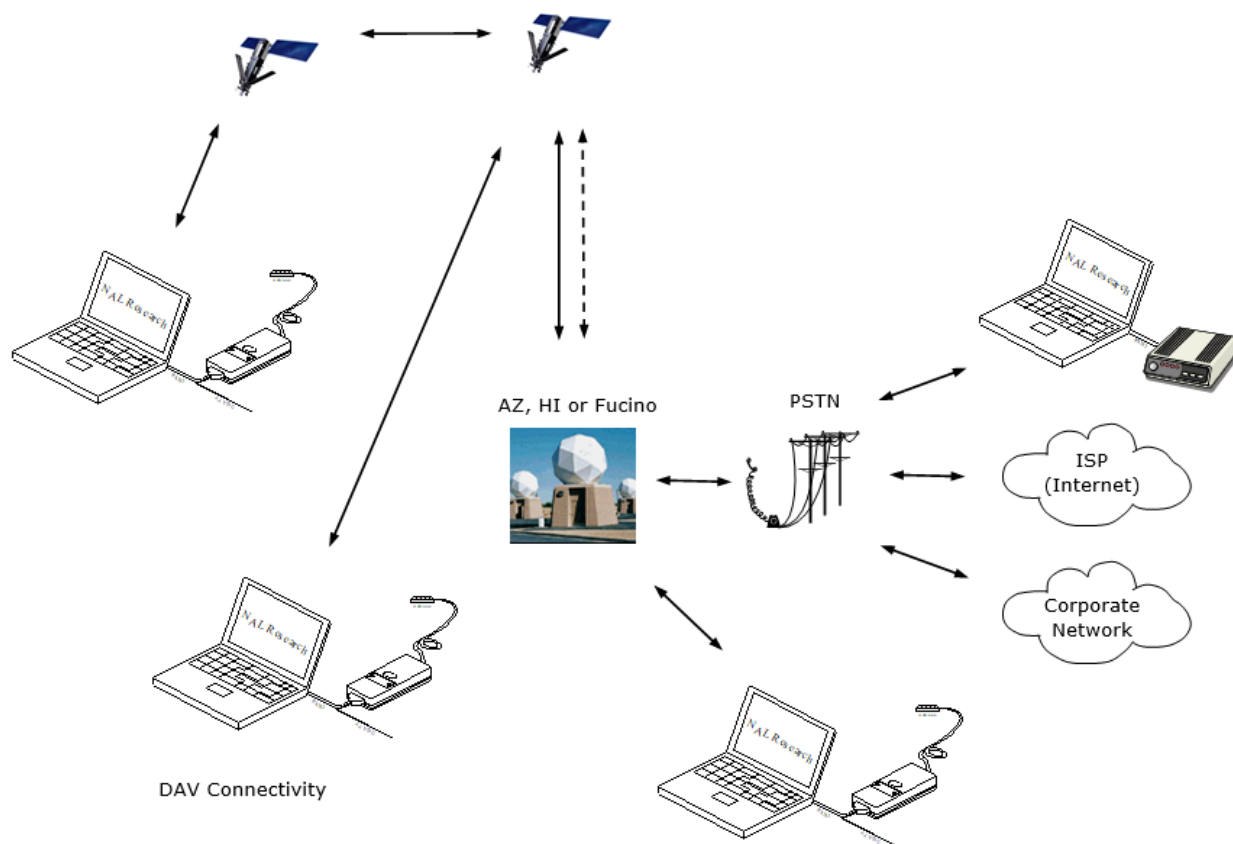 NAL Research
NAL Research
AZ, HI or Fucino
PSTN
ISP
(Internet)
Corporate
Network
NAL Research
NAL Research
DAV Connectivity